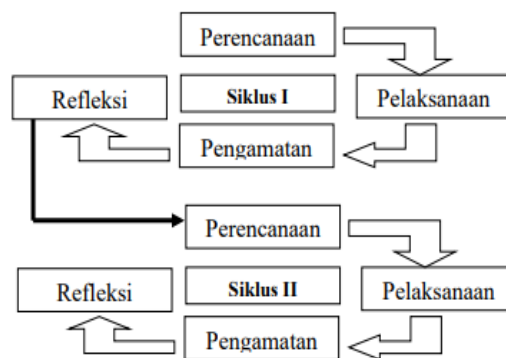 Perencanaan
Refleksi
Siklus I
Pelaksanaan
Pengamatan
Perencanaan
Refleksi
Siklus II
Pelaksanaan
Pengamatan